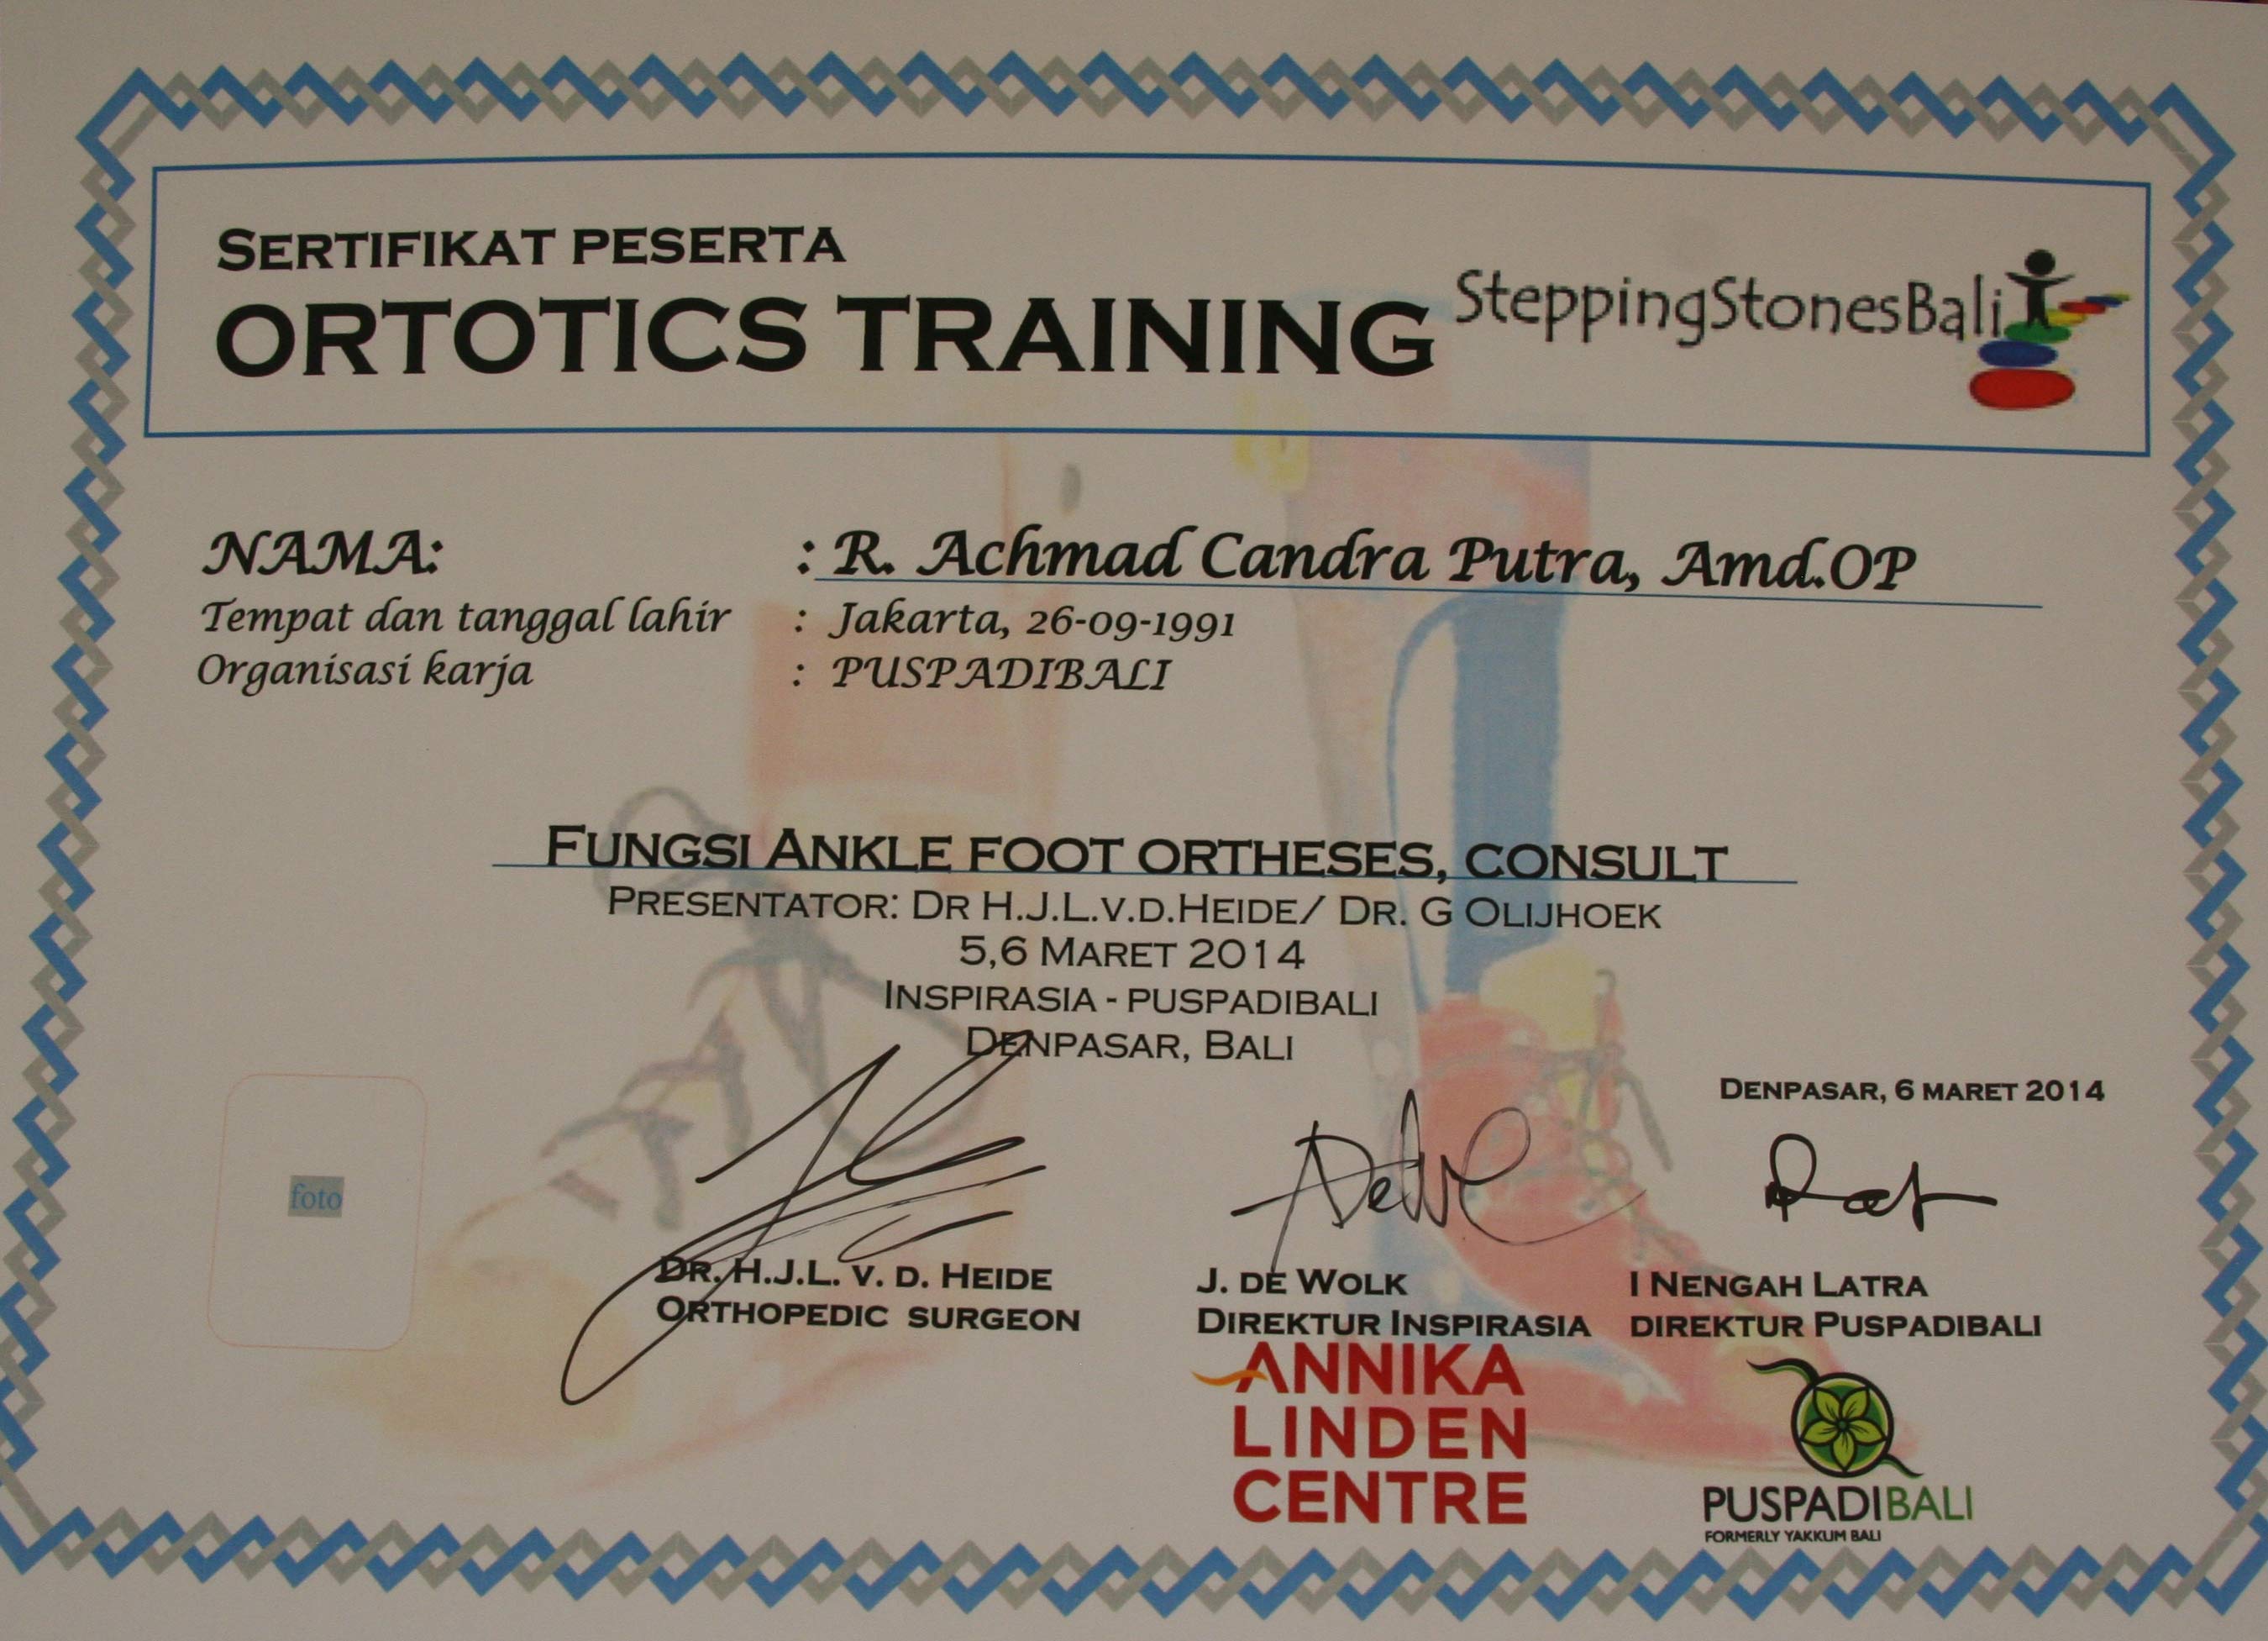 SERTIFIKAT PESERTA
ORTOTICS TRAINING
SteppingStonesBali
NAMA: : R. Achmad Candra Putra, Amd.OP
Tempat dan tanggal lahir : Jakarta, 26-09-1991
Organisasi karja : PUSPADIBALI
FUNGSI ANKLE FOOT ORTHESES, CONSULT
PRESENTATOR: DR H.J.L.V.D.HEIDE/ DR. G OLIJHOEK
5,6 MARET 2014
INSPIRASIA - PUSPADIBALI
DENPASAR, BALI
DENPASAR, 6 MARET 2014
foto
DR. H.J.L. V. D. HEIDE
ORTHOPEDIC SURGEON
J. DE WOLK
DIREKTUR INSPIRASIA
I NENGAH LATRA
DIREKTUR PUSPADIBALI
ANNIKA
LINDEN
CENTRE
PUSPADIBALI
FORMERLY YAKKUM BALI